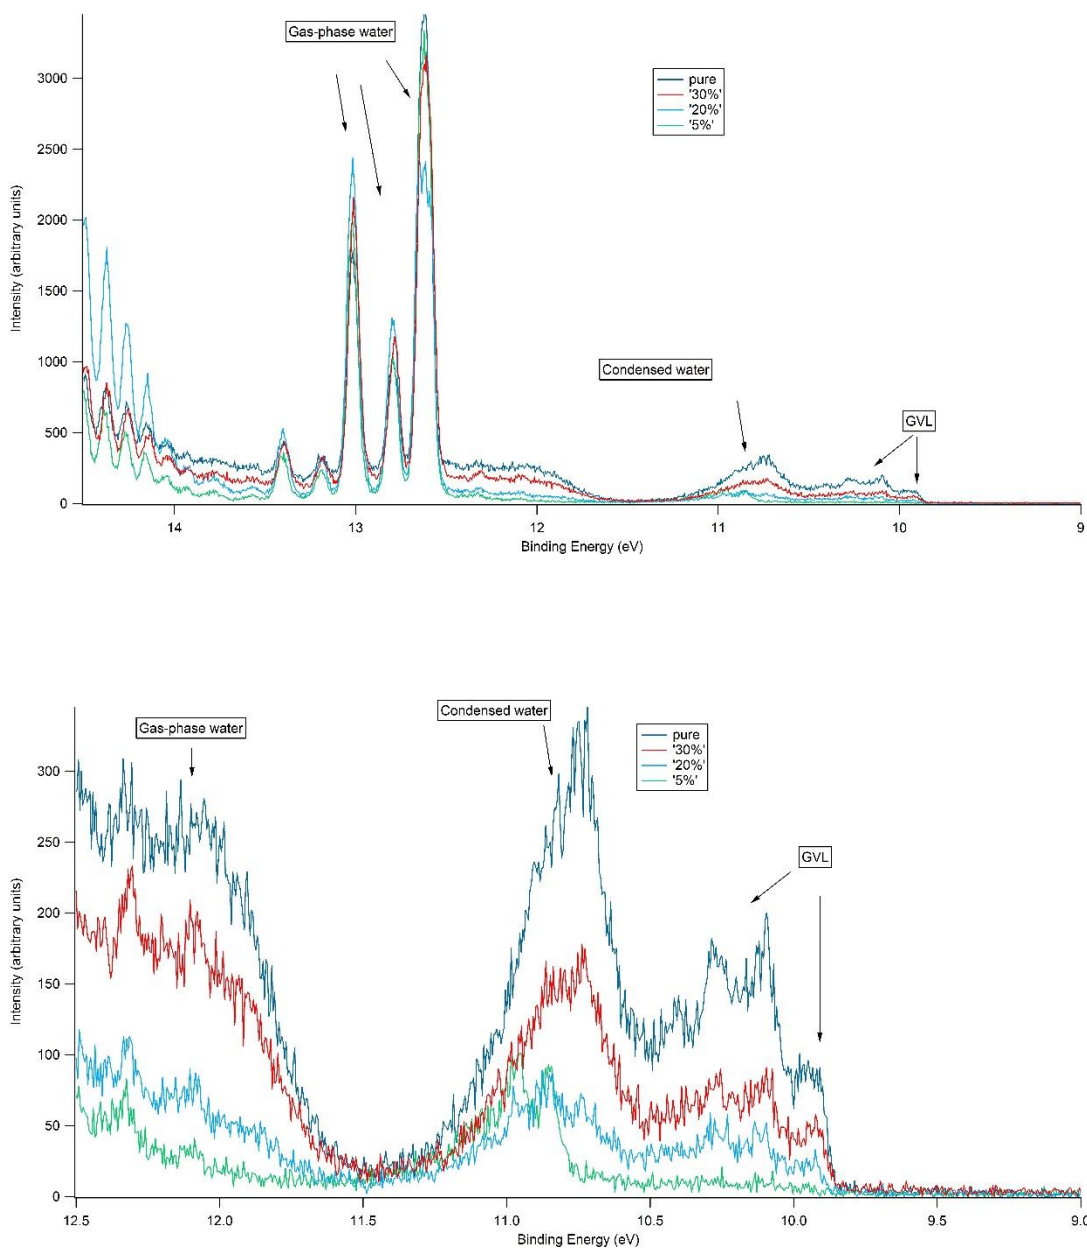 Gas-phase water
pure
'30%'
'20%'
'5%'
3000
2500
2000
1500
1000
500
0
Intensity (arbitrary units)
Condensed water
GVL
14
13
12
11
10
9
Binding Energy (eV)
Gas-phase water
Condensed water
pure
'30%'
'20%'
'5%'
GVL
300
250
200
150
100
50
0
Intensity (arbitrary units)
12.5
12.0
11.5
11.0
10.5
10.0
9.5
9.0
Binding Energy (eV)